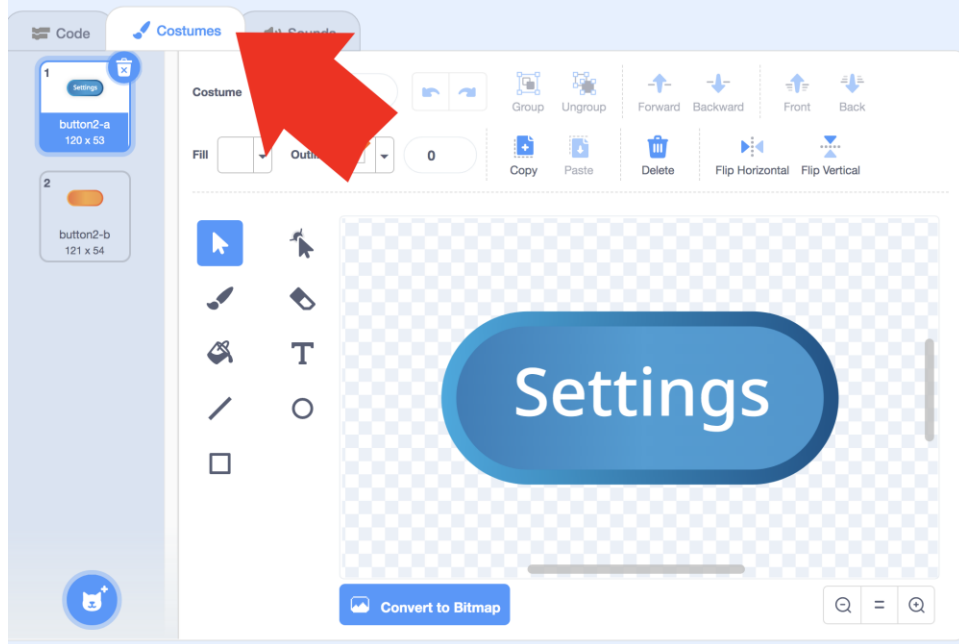 Code
Costumes
Sounds
1
Settings
button2-a
120 x 53
2
button2-b
121 x 54
Costume
Group
Ungroup
Forward
Backward
Front
Back
Fill
0
Copy
Paste
Delete
Flip Horizontal
Flip Vertical
T
Settings
Convert to Bitmap